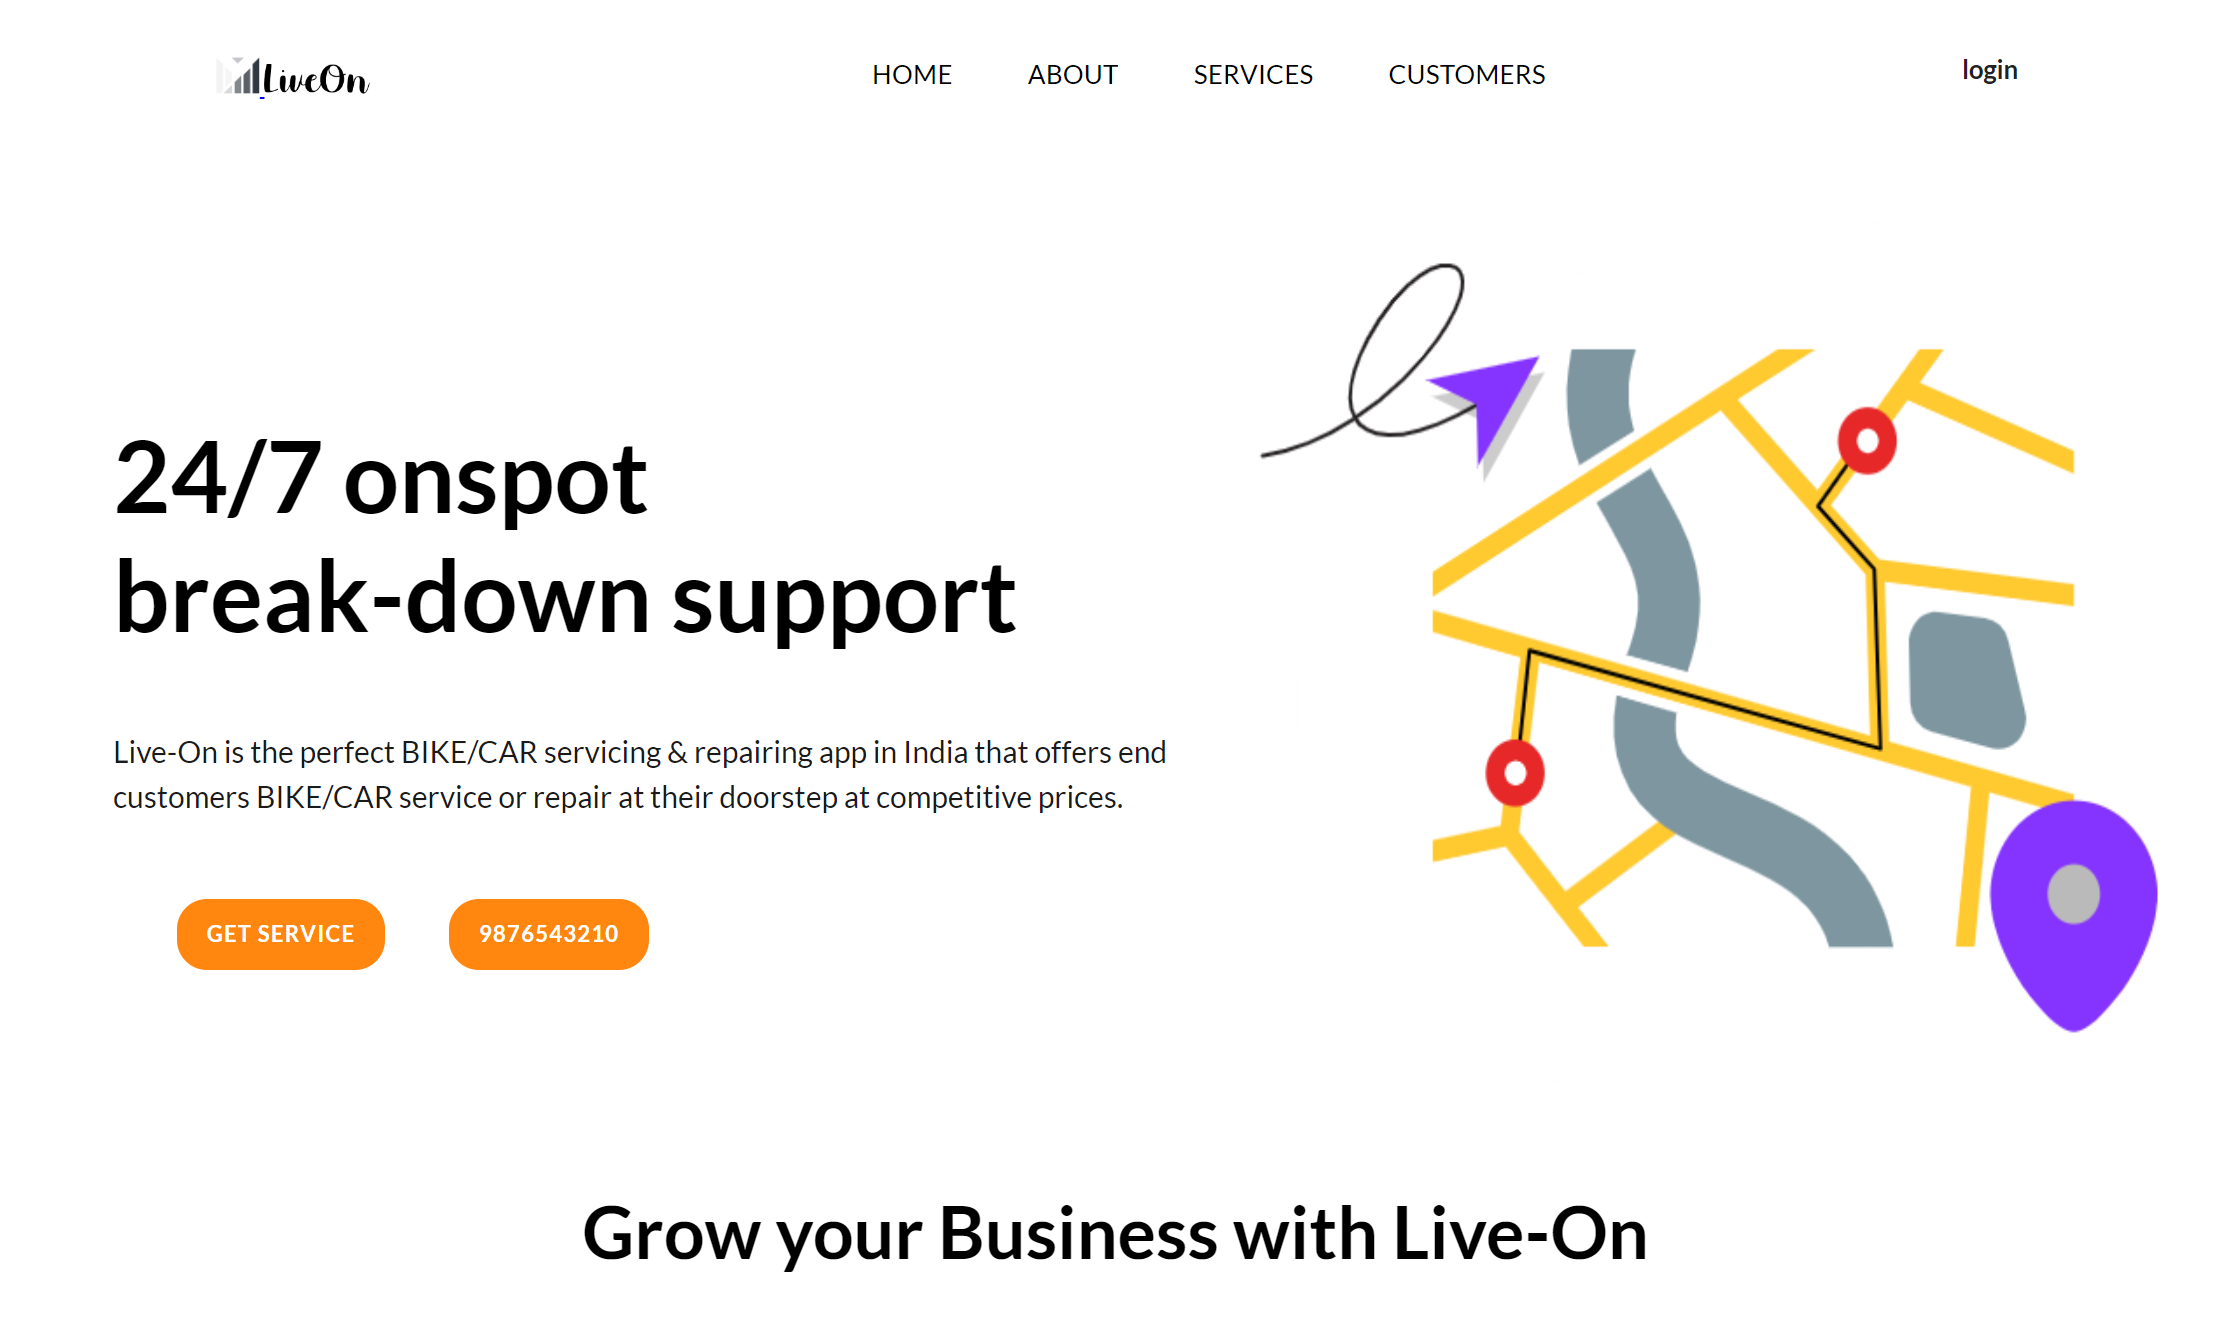 LiveOn
HOME ABOUT SERVICES CUSTOMERS
login
24/7 onspot
break-down support
Live-On is the perfect BIKE/CAR servicing & repairing app in India that offers end
customers BIKE/CAR service or repair at their doorstep at competitive prices.
GET SERVICE
9876543210
Grow your Business with Live-On